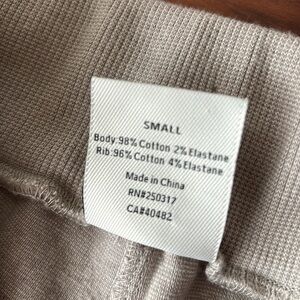 SMALL
Body:98% Cotton 2% Elastane
Rib:96% Cotton 4% Elastane
Made in China
RN#250317
CA#40482